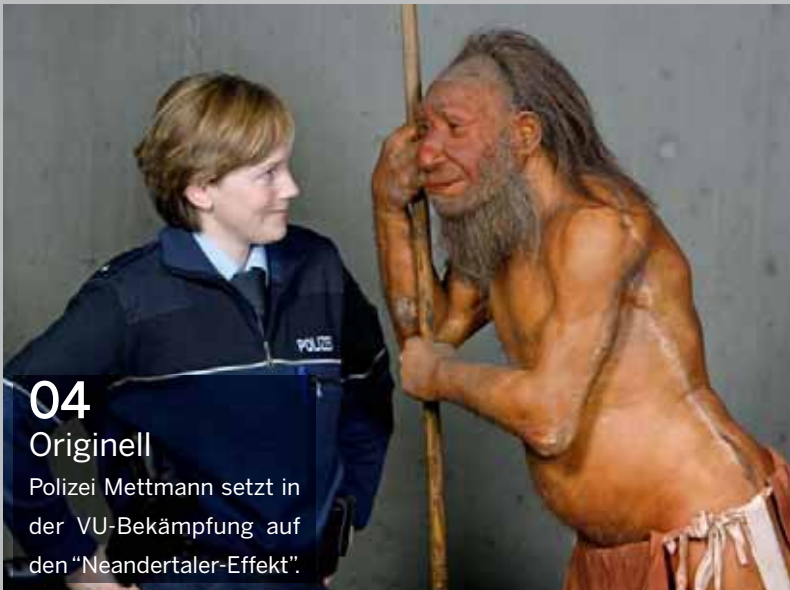 POLIZEI
04
Originell
Polizei Mettmann setzt in
der VU-Bekämpfung auf
den “Neandertaler-Effekt”.